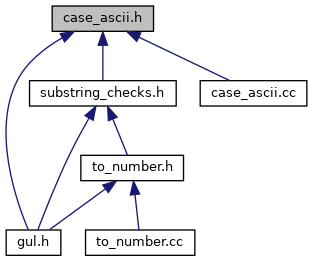 case_ascii.h
substring_checks.h
case_ascii.cc
to_number.h
gul.h
to_number.cc